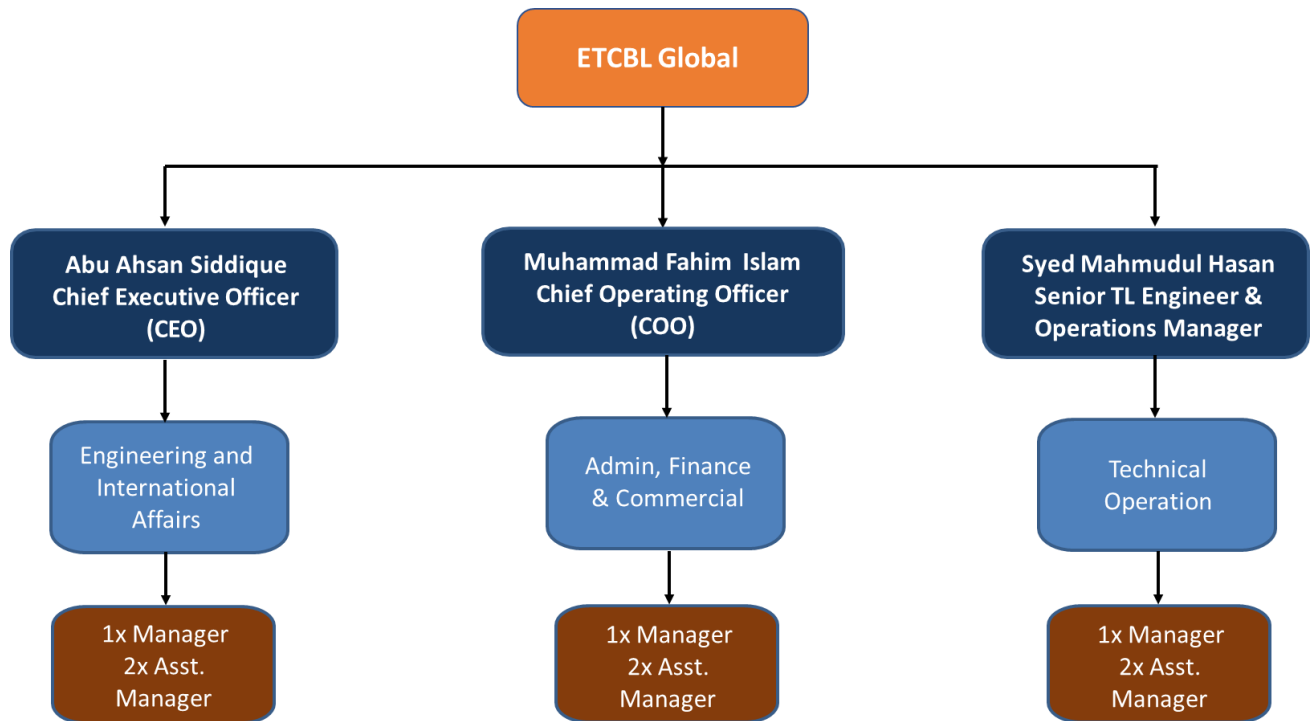 ETCBL Global
Abu Ahsan Siddique
Chief Executive Officer
(CEO)
Muhammad Fahim Islam
Chief Operating Officer
(COO)
Syed Mahmudul Hasan
Senior TL Engineer &
Operations Manager
Engineering and
International
Affairs
Admin, Finance
& Commercial
Technical
Operation
1x Manager
2x Asst.
Manager
1x Manager
2x Asst.
Manager
1x Manager
2x Asst.
Manager